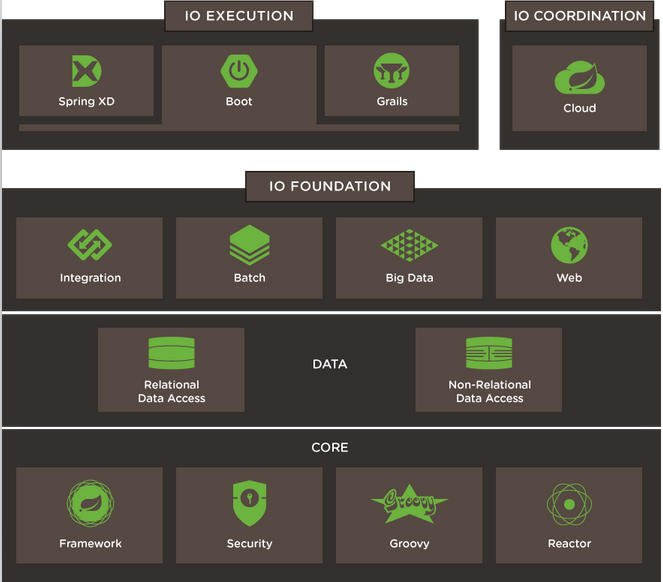 IO EXECUTION
IO COORDINATION
Spring XD
Boot
Grails
Cloud
IO FOUNDATION
Integration
Batch
Big Data
Web
DATA
Relational
Data Access
Non-Relational
Data Access
CORE
Framework
Security
Groovy
Groovy
Reactor